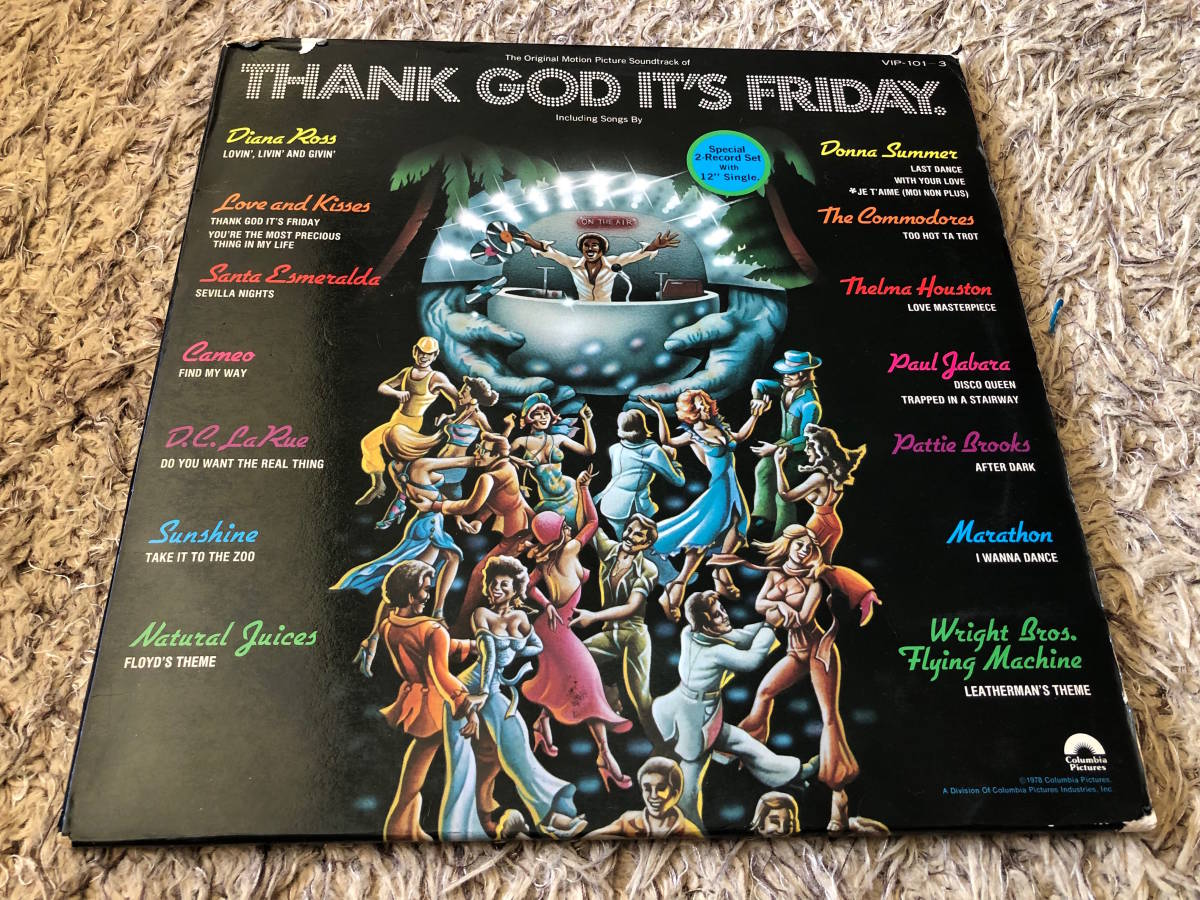 The Original Motion Picture Soundtrack of
VIP-101-3
THANK GOD IT'S FRIDAY.
Including Songs By
Diana Ross
LOVIN', LIVIN' AND GIVIN'
Love and Kisses
THANK GOD IT'S FRIDAY
YOU'RE THE MOST PRECIOUS
THING IN MY LIFE
Santa Esmeralda
SEVILLA NIGHTS
Cameo
FIND MY WAY
D.C. LaRue
DO YOU WANT THE REAL THING
Sunshine
TAKE IT TO THE ZOO
Natural Juices
FLOYD'S THEME
Special
2-Record Set
With
12" Single.
ON THE AIR
Donna Summer
LAST DANCE
WITH YOUR LOVE
*JE T'AIME (MOI NON PLUS)
The Commodores
TOO HOT TA TROT
Thelma Houston
LOVE MASTERPIECE
Paul Jabara
DISCO QUEEN
TRAPPED IN A STAIRWAY
Pattie Brooks
AFTER DARK
Marathon
I WANNA DANCE
Wright Bros.
Flying Machine
LEATHERMAN'S THEME
Columbia
Pictures
©1978 Columbia Pictures.
A Division Of Columbia Pictures Industries, Inc.